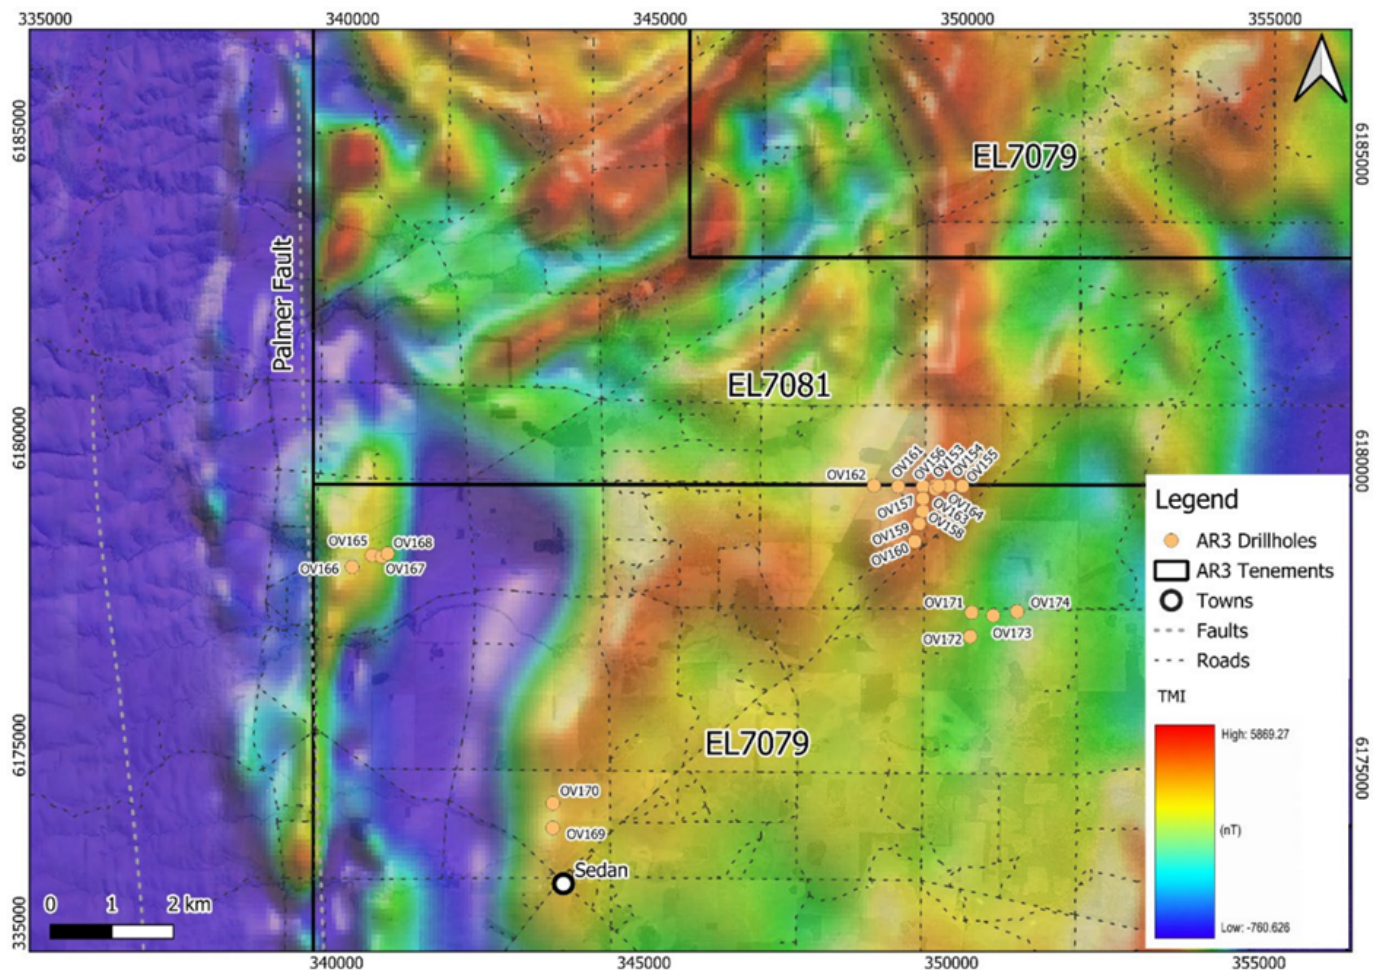 335000 340000 345000 350000 355000
6185000
6185000
EL7079
Palmer Fault
EL7081
6180000
6180000
OV162
OV161
OV156
OV153
OV154
OV155
OV157
OV164
OV163
OV158
OV159
OV160
OV165
OV168
OV166
OV167
OV171
OV174
OV172
OV173
EL7079
6175000
6175000
OV170
OV169
Sedan
0 1 2 km
335000
Legend
AR3 Drillholes
AR3 Tenements
Towns
Faults
Roads
TMI
High: 5869.27
(nT)
Low: -760.626
340000 345000 350000 355000